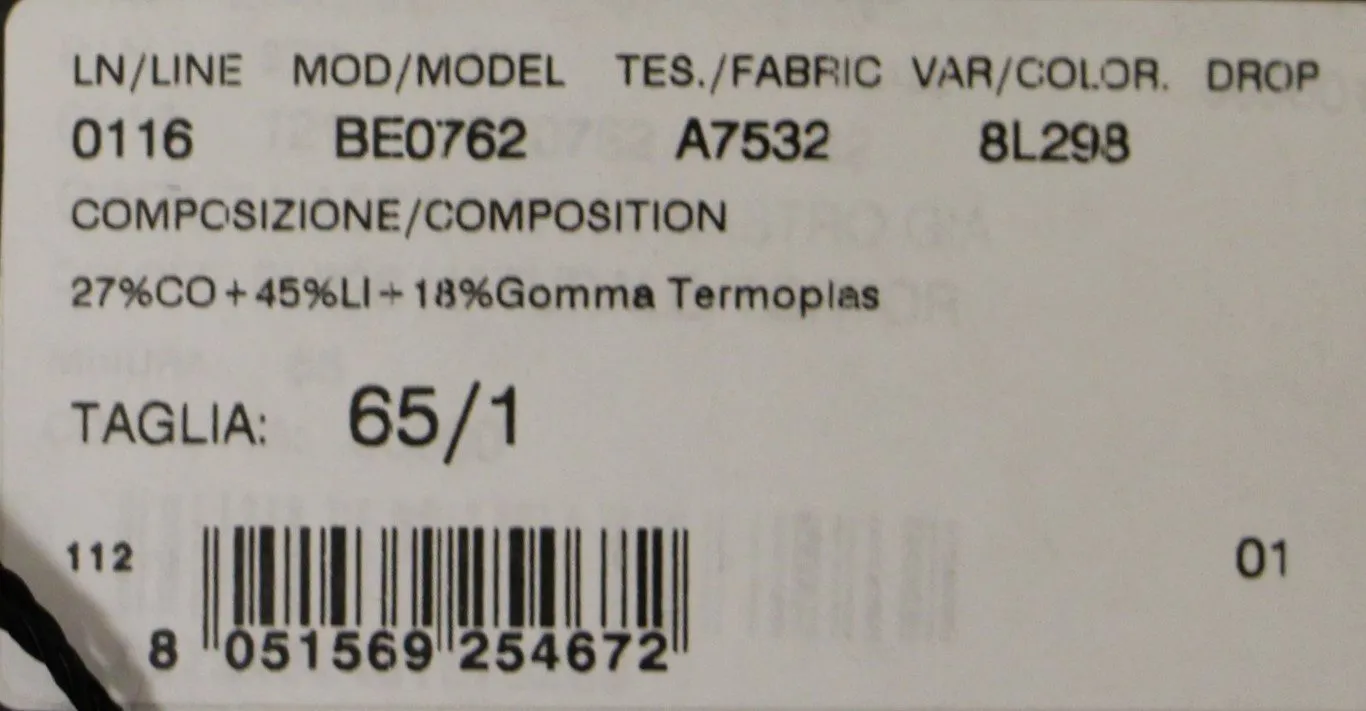 LN/LINE MOD/MODEL TES./FABRIC VAR/COLOR. DROP
0116 BE0762 A7532 8L298
COMPOSIZIONE/COMPOSITION
27%CO+45%LI+18%Gomma Termoplas
TAGLIA: 65/1
112 01
8 051569 254672